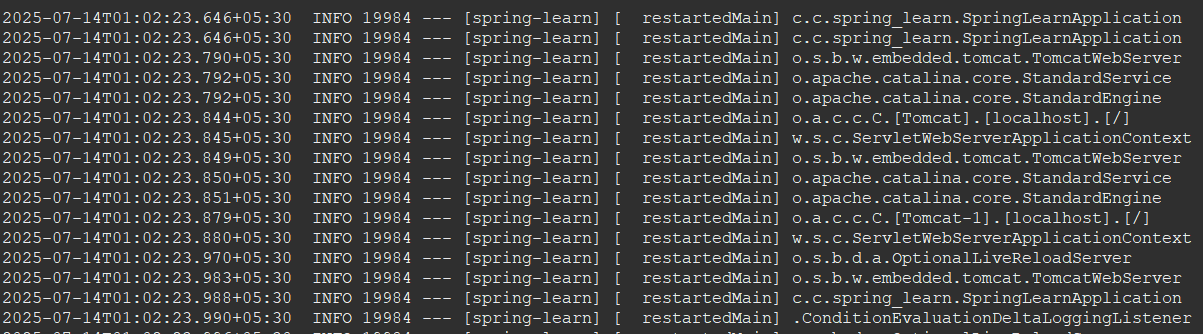 2025-07-14T01:02:23.646+05:30  INFO 19984 --- [spring-learn] [  restartedMain] c.c.spring_learn.SpringLearnApplication
2025-07-14T01:02:23.646+05:30  INFO 19984 --- [spring-learn] [  restartedMain] c.c.spring_learn.SpringLearnApplication
2025-07-14T01:02:23.790+05:30  INFO 19984 --- [spring-learn] [  restartedMain] o.s.b.w.embedded.tomcat.TomcatWebServer
2025-07-14T01:02:23.792+05:30  INFO 19984 --- [spring-learn] [  restartedMain] o.apache.catalina.core.StandardService
2025-07-14T01:02:23.792+05:30  INFO 19984 --- [spring-learn] [  restartedMain] o.apache.catalina.core.StandardEngine
2025-07-14T01:02:23.844+05:30  INFO 19984 --- [spring-learn] [  restartedMain] o.a.c.c.C.[Tomcat].[localhost].[/]
2025-07-14T01:02:23.845+05:30  INFO 19984 --- [spring-learn] [  restartedMain] w.s.c.ServletWebServerApplicationContext
2025-07-14T01:02:23.849+05:30  INFO 19984 --- [spring-learn] [  restartedMain] o.s.b.w.embedded.tomcat.TomcatWebServer
2025-07-14T01:02:23.850+05:30  INFO 19984 --- [spring-learn] [  restartedMain] o.apache.catalina.core.StandardService
2025-07-14T01:02:23.851+05:30  INFO 19984 --- [spring-learn] [  restartedMain] o.apache.catalina.core.StandardEngine
2025-07-14T01:02:23.879+05:30  INFO 19984 --- [spring-learn] [  restartedMain] o.a.c.c.C.[Tomcat-1].[localhost].[/]
2025-07-14T01:02:23.880+05:30  INFO 19984 --- [spring-learn] [  restartedMain] w.s.c.ServletWebServerApplicationContext
2025-07-14T01:02:23.970+05:30  INFO 19984 --- [spring-learn] [  restartedMain] o.s.b.d.a.OptionalLiveReloadServer
2025-07-14T01:02:23.983+05:30  INFO 19984 --- [spring-learn] [  restartedMain] o.s.b.w.embedded.tomcat.TomcatWebServer
2025-07-14T01:02:23.988+05:30  INFO 19984 --- [spring-learn] [  restartedMain] c.c.spring_learn.SpringLearnApplication
2025-07-14T01:02:23.990+05:30  INFO 19984 --- [spring-learn] [  restartedMain] .ConditionEvaluationDeltaLoggingListener